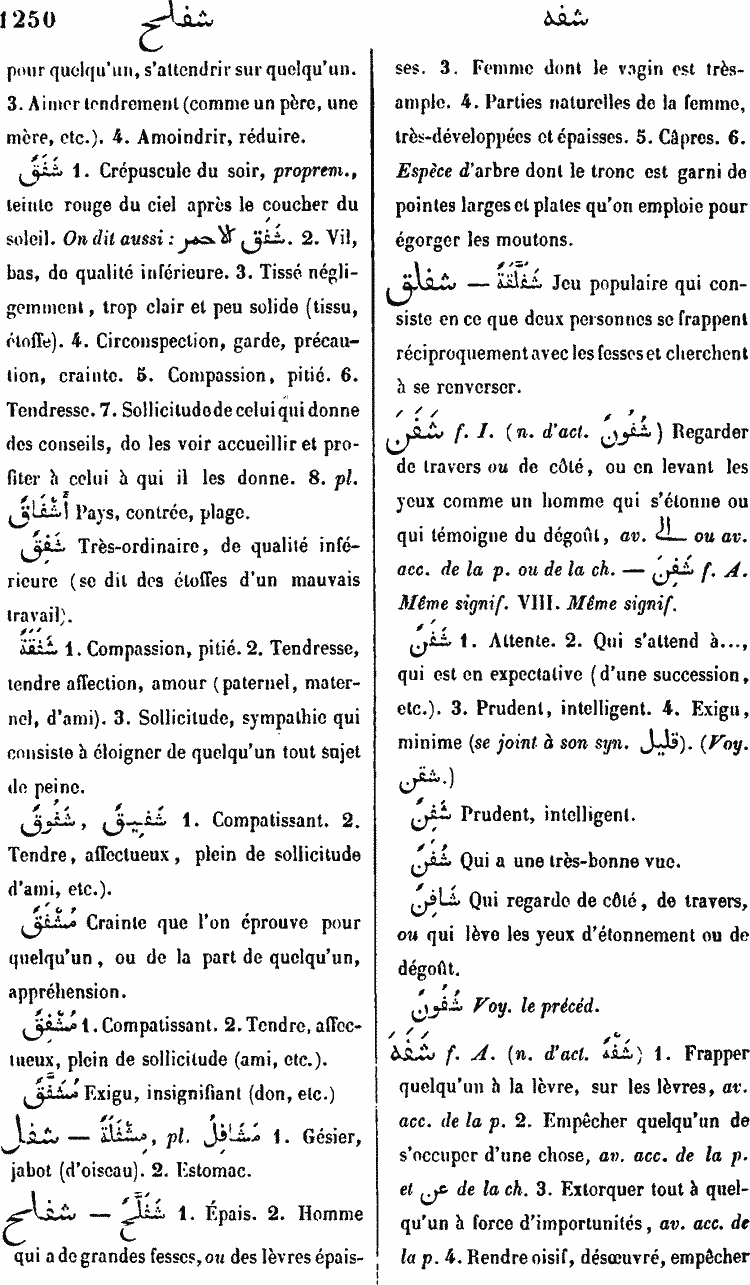 1250 شفلح
شفه
pour quelqu'un, s'attendrir sur quelqu'un.
3. Aimer tendrement (comme un père, une
mère, etc.). 4. Amoindrir, réduire.
شَفَقٌ 1. Crépuscule du soir, proprem.,
teinte rouge du ciel après le coucher du
soleil. On dit aussi : شَفَق الاحمر. 2. Vil,
bas, de qualité inférieure. 3. Tissé négli-
gemment, trop clair et peu solide (tissu,
étoffe). 4. Circonspection, garde, précau-
tion, crainte. 5. Compassion, pitié. 6.
Tendresse. 7. Sollicitude de celui qui donne
des conseils, de les voir accueillir et pro-
fiter à celui à qui il les donne. 8. pl.
أَشْفَاقٌ Pays, contrée, plage.
شَفِقٌ Très-ordinaire, de qualité infé-
rieure (se dit des étoffes d'un mauvais
travail).
شَفَقَةٌ 1. Compassion, pitié. 2. Tendresse,
tendre affection, amour (paternel, mater-
nel, d'ami). 3. Sollicitude, sympathie qui
consiste à éloigner de quelqu'un tout sujet
de peine.
شَفُوقٌ, شَفِيقٌ 1. Compatissant. 2.
Tendre, affectueux, plein de sollicitude
d'ami, etc.).
مُشْفَقٌ Crainte que l'on éprouve pour
quelqu'un, ou de la part de quelqu'un,
appréhension.
مُشْفِقٌ 1. Compatissant. 2. Tendre, affec-
tueux, plein de sollicitude (ami, etc.).
مُشَفَّقٌ Exigu, insignifiant (don, etc.)
شفل — مِشْفَلَةٌ, pl. مَشَافِلُ 1. Gésier,
jabot (d'oiseau). 2. Estomac.
شفلح — شَفَلَّحٌ 1. Épais. 2. Homme
qui a de grandes fesses, ou des lèvres épais-
ses. 3. Femme dont le vagin est très-
ample. 4. Parties naturelles de la femme,
très-développées et épaisses. 5. Câpres. 6.
Espèce d'arbre dont le tronc est garni de
pointes larges et plates qu'on emploie pour
égorger les moutons.
شفلق — شَفَلَّقَةٌ Jeu populaire qui con-
siste en ce que deux personnes se frappent
réciproquement avec les fesses et cherchent
à se renverser.
شَفَنَ f. I. (n. d'act. شُفُونٌ) Regarder
de travers ou de côté, ou en levant les
yeux comme un homme qui s'étonne ou
qui témoigne du dégoût, av. الى ou av.
acc. de la p. ou de la ch. — شَفِنَ f. A.
Même signif. VIII. Même signif.
شَفْنٌ 1. Attente. 2. Qui s'attend à...,
qui est en expectative (d'une succession,
etc.). 3. Prudent, intelligent. 4. Exigu,
minime (se joint à son syn. قليل). (Voy.
شقن.)
شَفِنٌ Prudent, intelligent.
شَفُنٌ Qui a une très-bonne vue.
شَافِنٌ Qui regarde de côté, de travers,
ou qui lève les yeux d'étonnement ou de
dégoût.
شَفُونٌ Voy. le précéd.
شَفَهَ f. A. (n. d'act. شَفْهٌ) 1. Frapper
quelqu'un à la lèvre, sur les lèvres, av.
acc. de la p. 2. Empêcher quelqu'un de
s'occuper d'une chose, av. acc. de la p.
et عن de la ch. 3. Extorquer tout à quel-
qu'un à force d'importunités, av. acc. de
la p. 4. Rendre oisif, désœuvré, empêcher